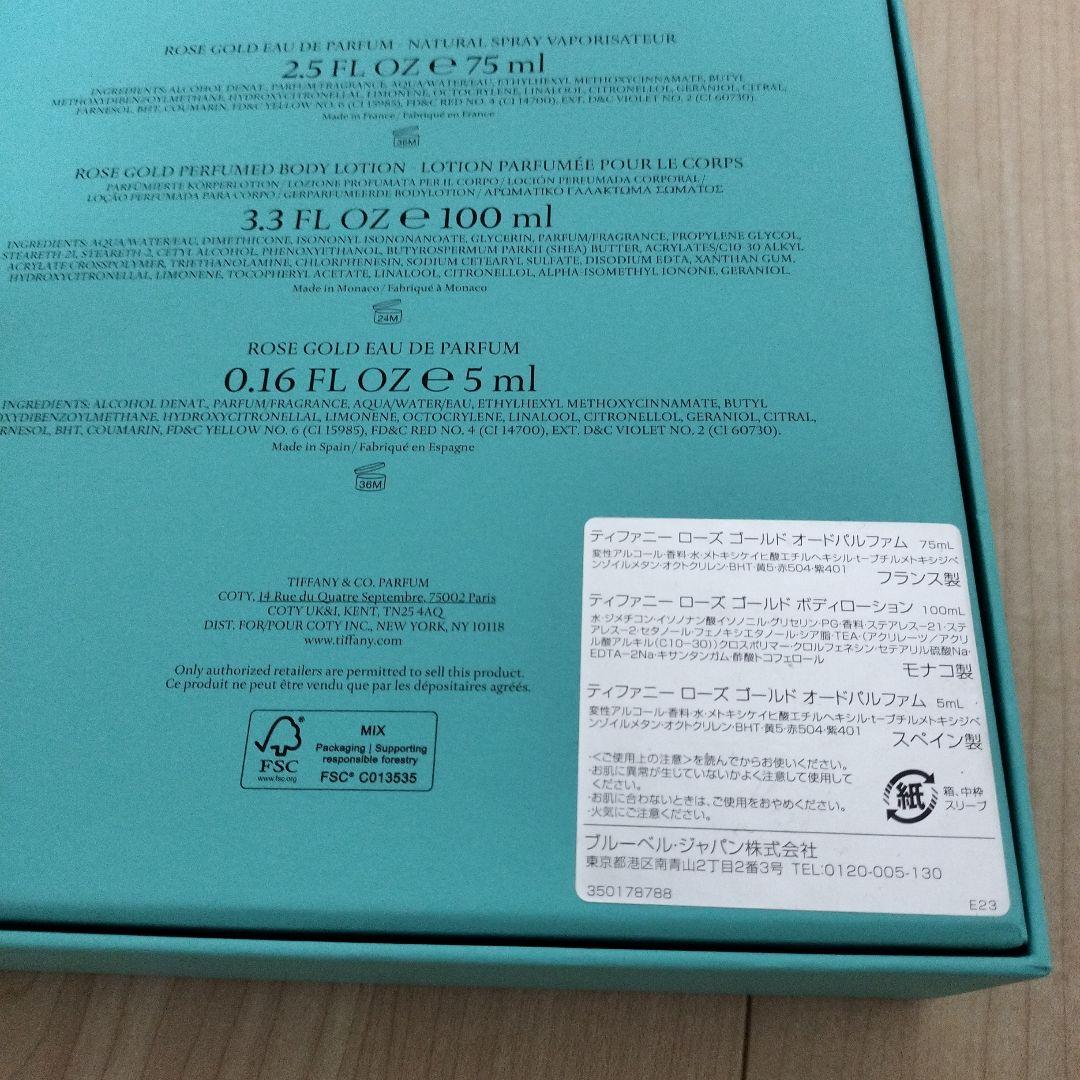 ROSE GOLD EAU DE PARFUM · NATURAL SPRAY VAPORISATEUR
2.5 FL OZ ℮ 75 ml
INGREDIENTS: ALCOHOL DENAT., PARFUM/FRAGRANCE, AQUA/WATER/EAU, ETHYLHEXYL METHOXYCINNAMATE, BUTYL
METHOXYDIBENZOYLMETHANE, HYDROXYCITRONELLAL, LIMONENE, OCTOCRYLENE, LINALOOL, CITRONELLOL, GERANIOL, CITRAL,
FARNESOL, BHT, COUMARIN, FD&C YELLOW NO. 6 (CI 15985), FD&C RED NO. 4 (CI 14700), EXT. D&C VIOLET NO. 2 (CI 60730).
Made in France / Fabriqué en France
36M
ROSE GOLD PERFUMED BODY LOTION · LOTION PARFUMÉE POUR LE CORPS
PARFÜMIERTE KÖRPERLOTION / LOZIONE PROFUMATA PER IL CORPO / LOCIÓN PERFUMADA CORPORAL /
LOÇÃO PERFUMADA PARA CORPO / GEPARFUMEERDE BODYLOTION / ΑΡΩΜΑΤΙΚΟ ΓΑΛΑΚΤΩΜΑ ΣΩΜΑΤΟΣ
3.3 FL OZ ℮ 100 ml
INGREDIENTS: AQUA/WATER/EAU, DIMETHICONE, ISONONYL ISONONANOATE, GLYCERIN, PARFUM/FRAGRANCE, PROPYLENE GLYCOL,
STEARETH-21, STEARETH-2, CETYL ALCOHOL, PHENOXYETHANOL, BUTYROSPERMUM PARKII (SHEA) BUTTER, ACRYLATES/C10-30 ALKYL
ACRYLATE CROSSPOLYMER, TRIETHANOLAMINE, CHLORPHENESIN, SODIUM CETEARYL SULFATE, DISODIUM EDTA, XANTHAN GUM,
HYDROXYCITRONELLAL, LIMONENE, TOCOPHERYL ACETATE, LINALOOL, CITRONELLOL, ALPHA-ISOMETHYL IONONE, GERANIOL.
Made in Monaco / Fabriqué à Monaco
24M
ROSE GOLD EAU DE PARFUM
0.16 FL OZ ℮ 5 ml
INGREDIENTS: ALCOHOL DENAT., PARFUM/FRAGRANCE, AQUA/WATER/EAU, ETHYLHEXYL METHOXYCINNAMATE, BUTYL
OXYDIBENZOYLMETHANE, HYDROXYCITRONELLAL, LIMONENE, OCTOCRYLENE, LINALOOL, CITRONELLOL, GERANIOL, CITRAL,
RNESOL, BHT, COUMARIN, FD&C YELLOW NO. 6 (CI 15985), FD&C RED NO. 4 (CI 14700), EXT. D&C VIOLET NO. 2 (CI 60730).
Made in Spain / Fabriqué en Espagne
36M
TIFFANY & CO. PARFUM
COTY, 14 Rue du Quatre Septembre, 75002 Paris
COTY UK&I, KENT, TN25 4AQ
DIST. FOR/POUR COTY INC., NEW YORK, NY 10118
www.tiffany.com
Only authorized retailers are permitted to sell this product.
Ce produit ne peut être vendu que par les dépositaires agréés.
FSC
www.fsc.org
MIX
Packaging | Supporting
responsible forestry
FSC® C013535
ティファニー ローズ ゴールド オードパルファム 75mL
変性アルコール・香料・水・メトキシケイヒ酸エチルヘキシル・t-ブチルメトキシジベ
ンゾイルメタン・オクトクリレン・BHT・黄5・赤504・紫401
フランス製
ティファニー ローズ ゴールド ボディローション 100mL
水・ジメチコン・イソノナン酸イソノニル・グリセリン・PG・香料・ステアレス-21・ステ
アレス-2・セタノール・フェノキシエタノール・シア脂・TEA・(アクリレーツ/アクリ
ル酸アルキル(C10-30))クロスポリマー・クロルフェネシン・セテアリル硫酸Na・
EDTA-2Na・キサンタンガム・酢酸トコフェロール
モナコ製
ティファニー ローズ ゴールド オードパルファム 5mL
変性アルコール・香料・水・メトキシケイヒ酸エチルヘキシル・t-ブチルメトキシジベ
ンゾイルメタン・オクトクリレン・BHT・黄5・赤504・紫401
スペイン製
・<ご使用上の注意>を読んでからお使いください。
・お肌に異常が生じていないかよく注意して使用して
ください。
・お肌に合わないときは、ご使用をおやめください。
・火気にご注意ください。
紙
箱、中枠
スリーブ
ブルーベル・ジャパン株式会社
東京都港区南青山2丁目2番3号 TEL:0120-005-130
350178788
E23